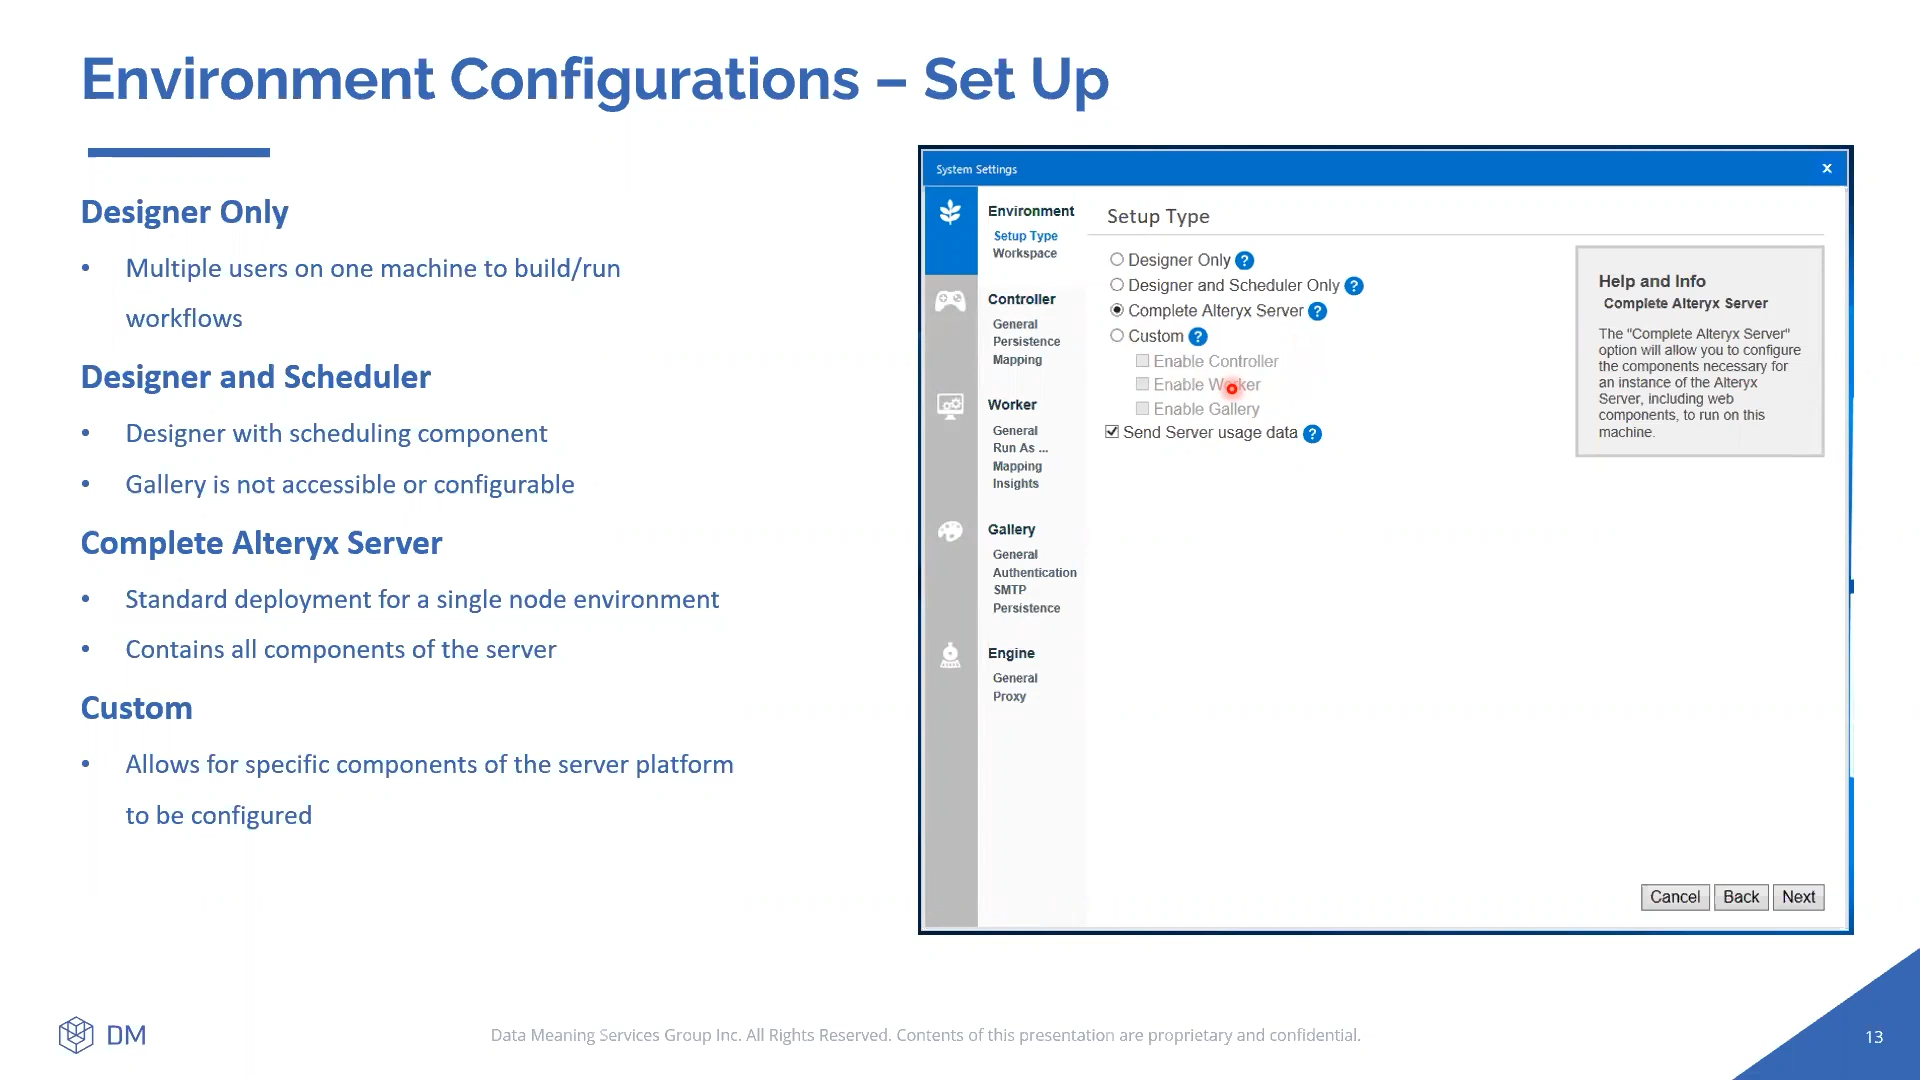 Environment Configurations – Set Up
Designer Only
• Multiple users on one machine to build/run
workflows
Designer and Scheduler
• Designer with scheduling component
• Gallery is not accessible or configurable
Complete Alteryx Server
• Standard deployment for a single node environment
• Contains all components of the server
Custom
• Allows for specific components of the server platform
to be configured
System Settings
x
Environment
Setup Type
Workspace
Controller
General
Persistence
Mapping
Worker
General
Run As ...
Mapping
Insights
Gallery
General
Authentication
SMTP
Persistence
Engine
General
Proxy
Setup Type
Designer Only ?
Designer and Scheduler Only ?
Complete Alteryx Server ?
Custom ?
Enable Controller
Enable Worker
Enable Gallery
Send Server usage data ?
Help and Info
Complete Alteryx Server
The "Complete Alteryx Server"
option will allow you to configure
the components necessary for
an instance of the Alteryx
Server, including web
components, to run on this
machine.
Cancel Back Next
DM
Data Meaning Services Group Inc. All Rights Reserved. Contents of this presentation are proprietary and confidential.
13